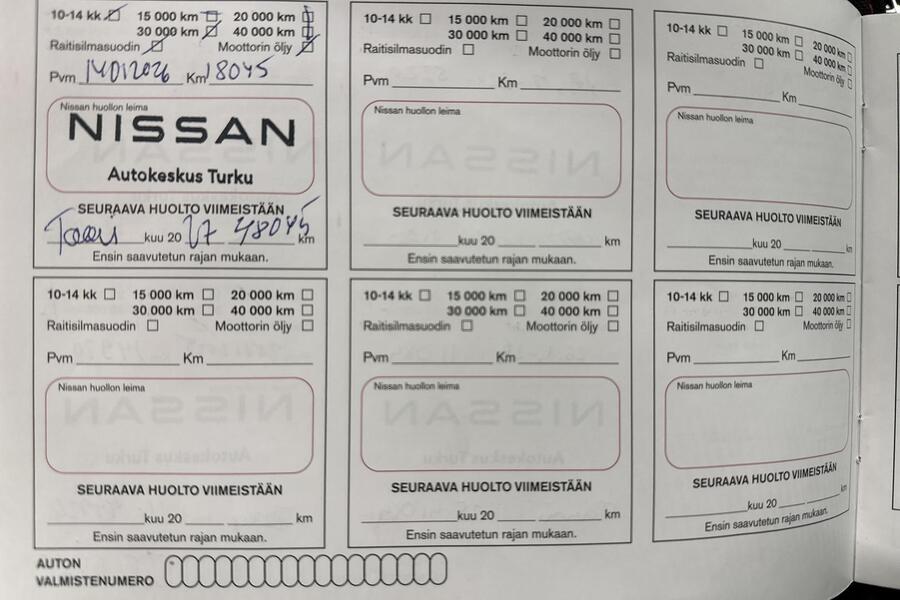 10-14 kk 15 000 km 20 000 km
30 000 km 40 000 km
Raitisilmasuodin Moottorin öljy
Pvm 14012026 Km 18045
Nissan huollon leima
NISSAN
Autokeskus Turku
SEURAAVA HUOLTO VIIMEISTÄÄN
kuu 20 27 48045 km
Ensin saavutetun rajan mukaan.
10-14 kk 15 000 km 20 000 km
30 000 km 40 000 km
Raitisilmasuodin Moottorin öljy
Pvm Km
Nissan huollon leima
SEURAAVA HUOLTO VIIMEISTÄÄN
kuu 20 km
Ensin saavutetun rajan mukaan.
10-14 kk 15 000 km 20 000 km
30 000 km 40 000 km
Raitisilmasuodin Moottorin öljy
Pvm Km
Nissan huollon leima
SEURAAVA HUOLTO VIIMEISTÄÄN
kuu 20 km
Ensin saavutetun rajan mukaan.
10-14 kk 15 000 km 20 000 km
30 000 km 40 000 km
Raitisilmasuodin Moottorin öljy
Pvm Km
Nissan huollon leima
SEURAAVA HUOLTO VIIMEISTÄÄN
kuu 20 km
Ensin saavutetun rajan mukaan.
10-14 kk 15 000 km 20 000 km
30 000 km 40 000 km
Raitisilmasuodin Moottorin öljy
Pvm Km
Nissan huollon leima
SEURAAVA HUOLTO VIIMEISTÄÄN
kuu 20 km
Ensin saavutetun rajan mukaan.
10-14 kk 15 000 km 20 000 km
30 000 km 40 000 km
Raitisilmasuodin Moottorin öljy
Pvm Km
Nissan huollon leima
SEURAAVA HUOLTO VIIMEISTÄÄN
kuu 20 km
Ensin saavutetun rajan mukaan.
AUTON
VALMISTENUMERO